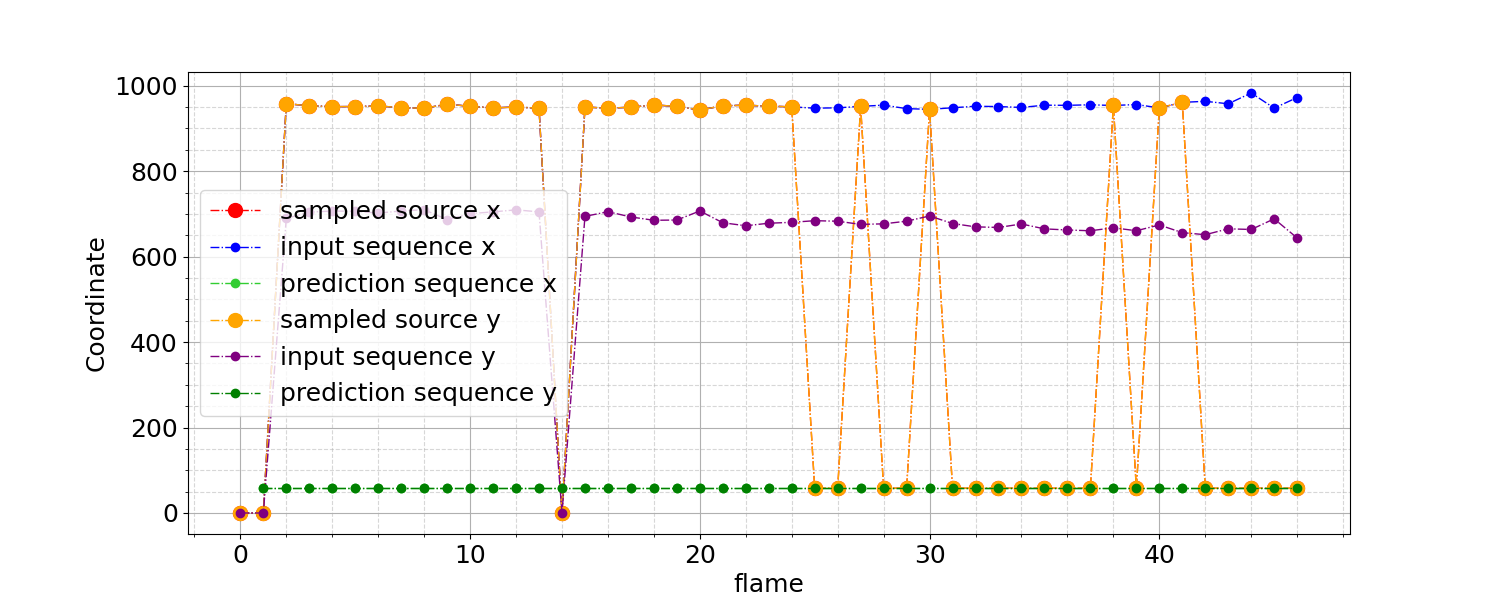 1000
800
600
400
200
0
Coordinate
sampled source x
input sequence x
prediction sequence x
sampled source y
input sequence y
prediction sequence y
0 10 20 30 40
flame